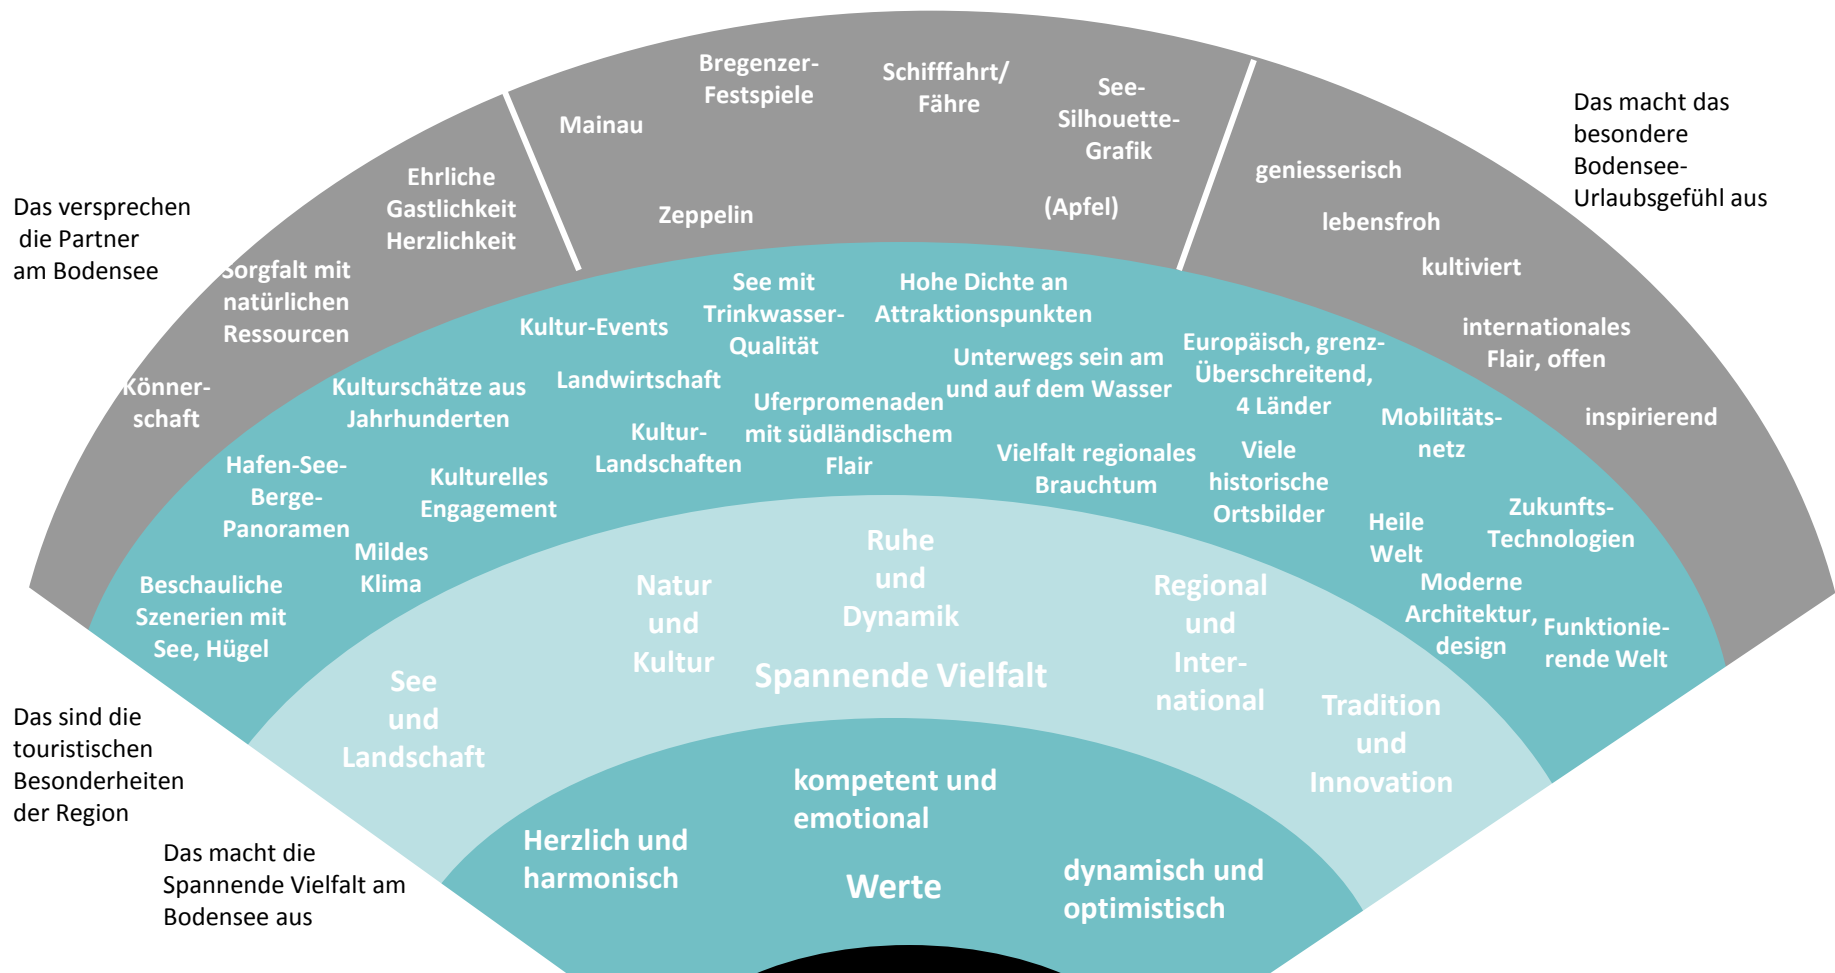 Das versprechen
die Partner
am Bodensee
Könner-
schaft
Sorgfalt mit
natürlichen
Ressourcen
Ehrliche
Gastlichkeit
Herzlichkeit
Mainau
Bregenzer-
Festspiele
Zeppelin
Schifffahrt/
Fähre
See-
Silhouette-
Grafik
(Apfel)
geniesserisch
lebensfroh
kultiviert
internationales
Flair, offen
inspirierend
Das macht das
besondere
Bodensee-
Urlaubsgefühl aus
Beschauliche
Szenerien mit
See, Hügel
Hafen-See-
Berge-
Panoramen
Mildes
Klima
Kulturschätze aus
Jahrhunderten
Kulturelles
Engagement
Kultur-Events
Landwirtschaft
Kultur-
Landschaften
See mit
Trinkwasser-
Qualität
Uferpromenaden
mit südländischem
Flair
Hohe Dichte an
Attraktionspunkten
Unterwegs sein am
und auf dem Wasser
Vielfalt regionales
Brauchtum
Europäisch, grenz-
Überschreitend,
4 Länder
Viele
historische
Ortsbilder
Mobilitäts-
netz
Heile
Welt
Zukunfts-
Technologien
Moderne
Architektur,
design
Funktionie-
rende Welt
Das sind die
touristischen
Besonderheiten
der Region
See
und
Landschaft
Natur
und
Kultur
Ruhe
und
Dynamik
Spannende Vielfalt
Regional
und
Inter-
national
Tradition
und
Innovation
Das macht die
Spannende Vielfalt am
Bodensee aus
Herzlich und
harmonisch
kompetent und
emotional
Werte
dynamisch und
optimistisch